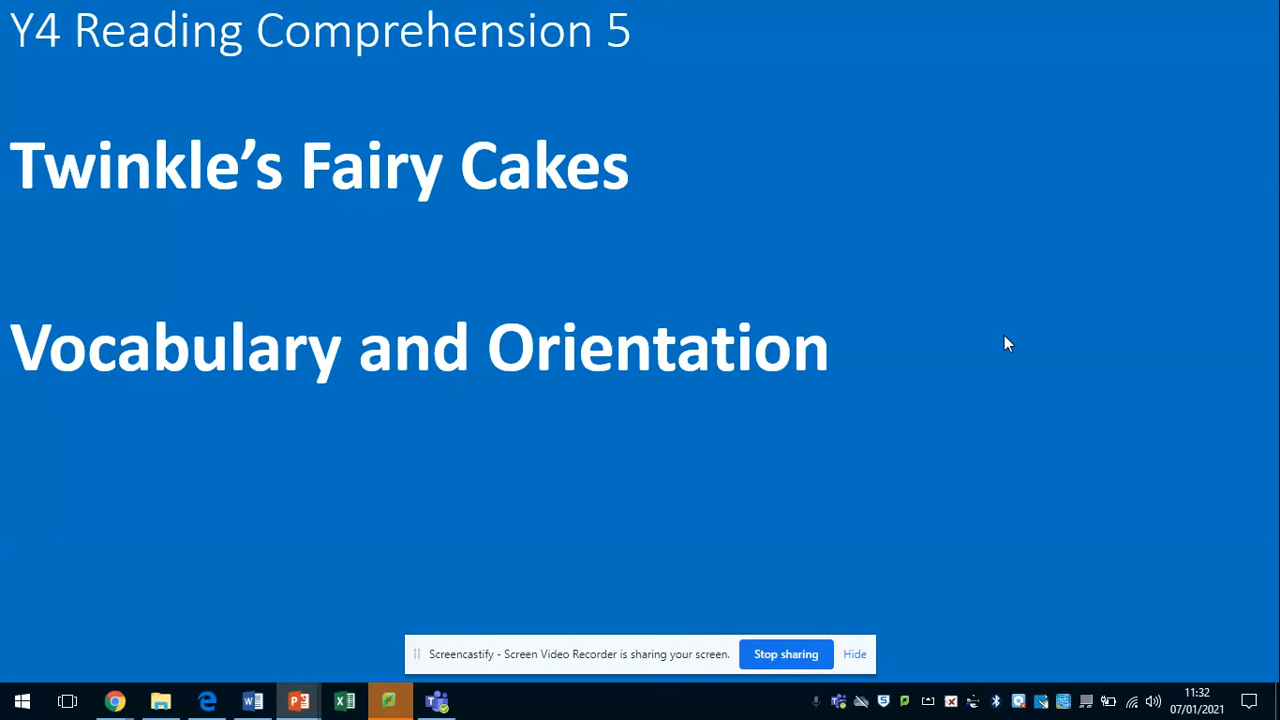 Y4 Reading Comprehension 5
Twinkle’s Fairy Cakes
Vocabulary and Orientation
Screencastify - Screen Video Recorder is sharing your screen.
Stop sharing
Hide
11:32
07/01/2021